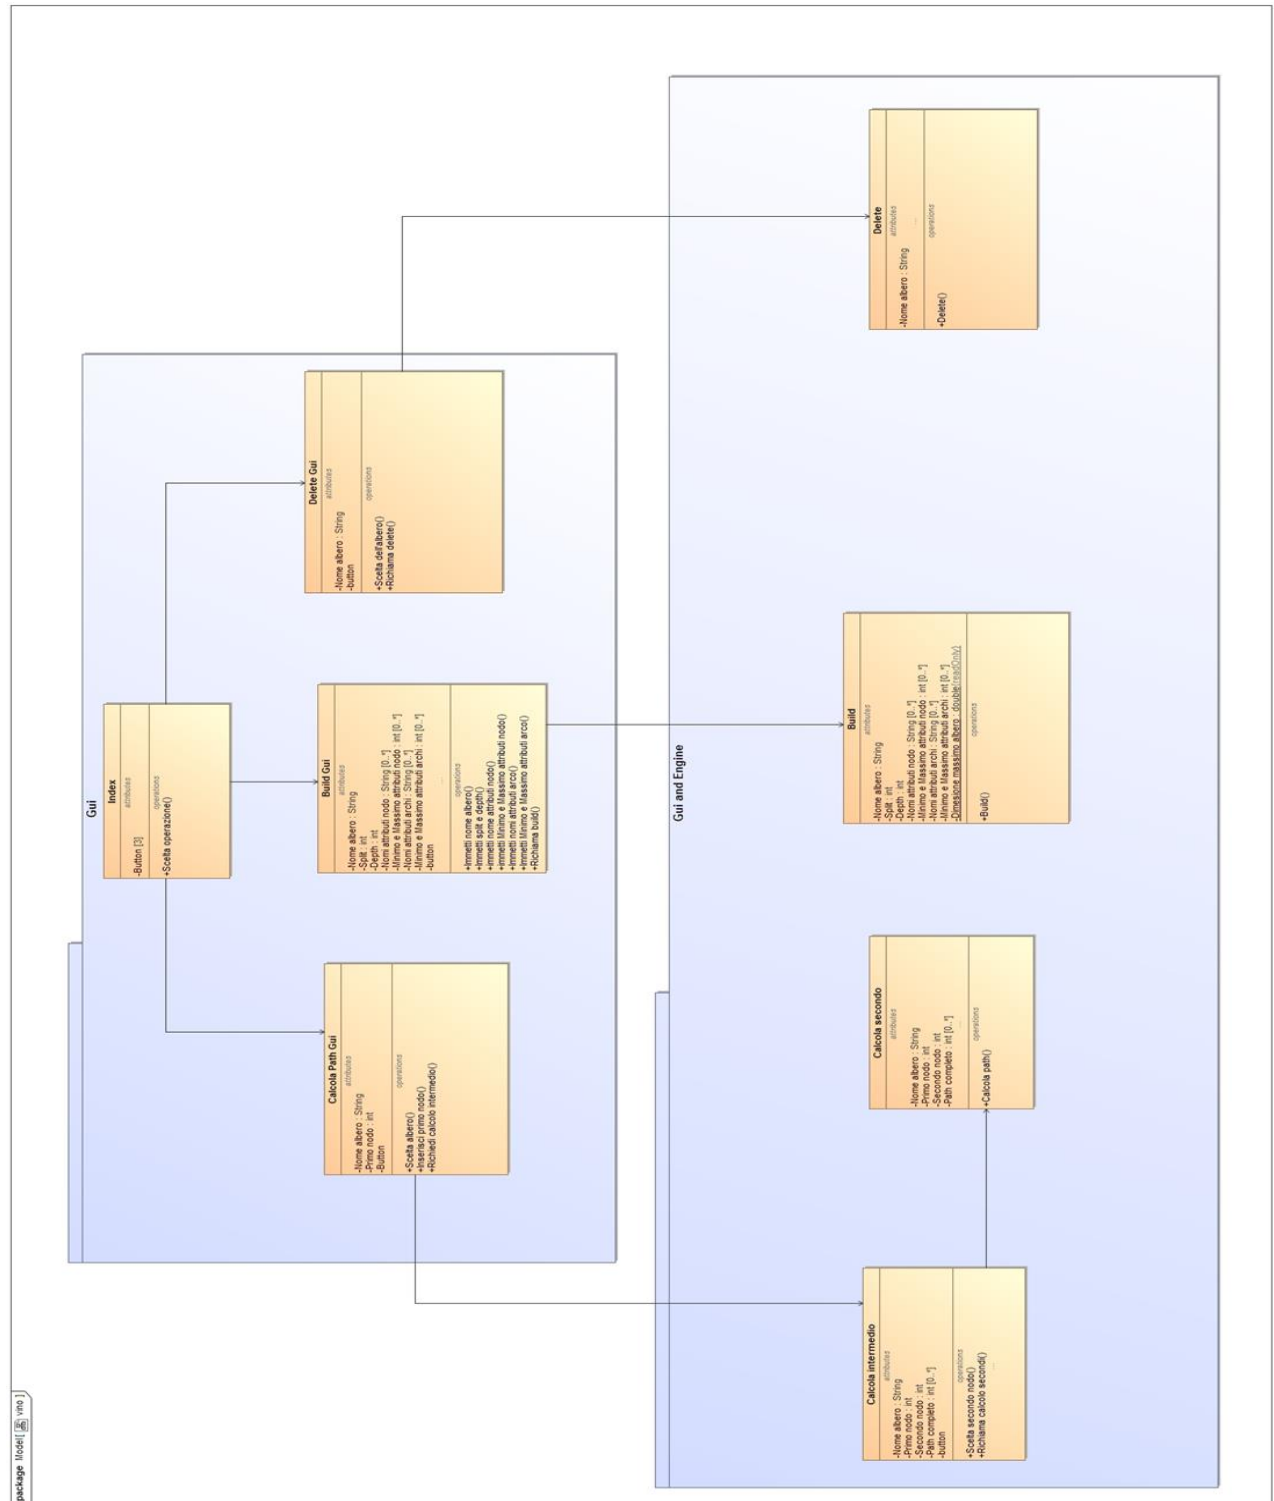 package Model[ vino ]
Gui
Index
attributes
-Button [3]
operations
+Scelta operazione()
Calcola Path Gui
attributes
-Nome albero : String
-Primo nodo : int
-Button
operations
+Scelta albero()
+Inserisci primo nodo()
+Richiedi calcolo intermedio()
Build Gui
attributes
-Nome albero : String
-Split : int
-Depth : int
-Nomi attributi nodo : String [0..*]
-Minimo e Massimo attributi nodo : int [0..*]
-Nomi attributi archi : String [0..*]
-Minimo e Massimo attributi archi : int [0..*]
-button
operations
+Immetti nome albero()
+Immetti split e depth()
+Immetti nome attributi nodo()
+Immetti Minimo e Massimo attributi nodo()
+Immetti nomi attributi arco()
+Immetti Minimo e Massimo attributi arco()
+Richiama build()
Delete Gui
attributes
-Nome albero : String
-button
operations
+Scelta dell'albero()
+Richiama delete()
Gui and Engine
Calcola intermedio
attributes
-Nome albero : String
-Primo nodo : int
-Secondo nodo : int
-Path completo : int [0..*]
-button
operations
+Scelta secondo nodo()
+Richiama calcolo secondi()
Calcola secondo
attributes
-Nome albero : String
-Primo nodo : int
-Secondo nodo : int
-Path completo : int [0..*]
operations
+Calcola path()
Build
attributes
-Nome albero : String
-Split : int
-Depth : int
-Nomi attributi nodo : String [0..*]
-Minimo e Massimo attributi nodo : int [0..*]
-Nomi attributi archi : String [0..*]
-Minimo e Massimo attributi archi : int [0..*]
-Dimesione massimo albero : double{readOnly}
operations
+Build()
Delete
attributes
-Nome albero : String
operations
+Delete()